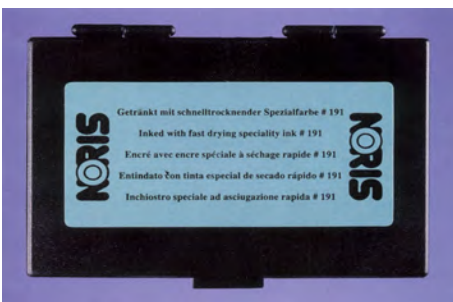 NORIS
Getränkt mit schnelltrocknender Spezialfarbe # 191
Inked with fast drying speciality ink # 191
Encré avec encre spéciale à séchage rapide # 191
Entindato con tinta especial de secado rápido # 191
Inchiostro speciale ad asciugazione rapida # 191
NORIS